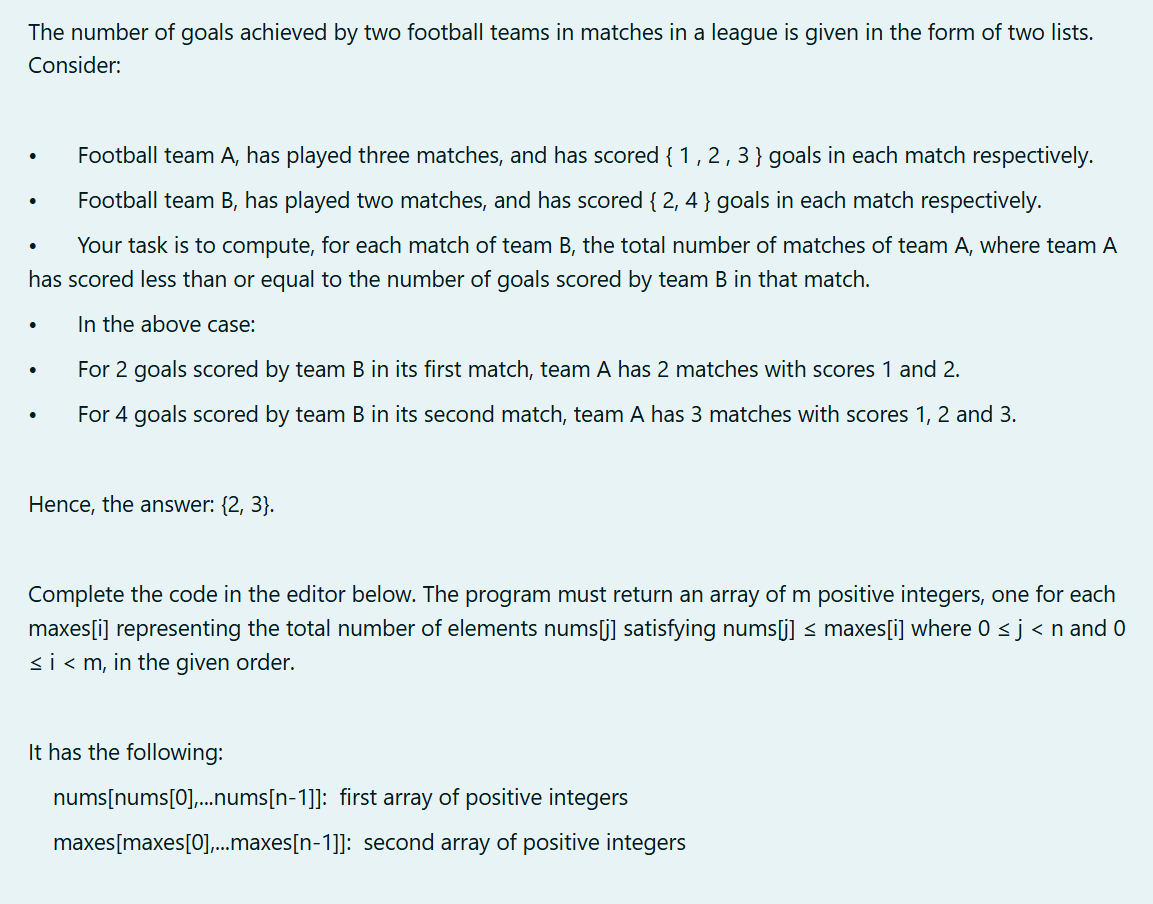 The number of goals achieved by two football teams in matches in a league is given in the form of two lists.
Consider:
• Football team A, has played three matches, and has scored { 1 , 2 , 3 } goals in each match respectively.
• Football team B, has played two matches, and has scored { 2, 4 } goals in each match respectively.
• Your task is to compute, for each match of team B, the total number of matches of team A, where team A
has scored less than or equal to the number of goals scored by team B in that match.
• In the above case:
• For 2 goals scored by team B in its first match, team A has 2 matches with scores 1 and 2.
• For 4 goals scored by team B in its second match, team A has 3 matches with scores 1, 2 and 3.
Hence, the answer: {2, 3}.
Complete the code in the editor below. The program must return an array of m positive integers, one for each
maxes[i] representing the total number of elements nums[j] satisfying nums[j] ≤ maxes[i] where 0 ≤ j < n and 0
≤ i < m, in the given order.
It has the following:
nums[nums[0],...nums[n-1]]: first array of positive integers
maxes[maxes[0],...maxes[n-1]]: second array of positive integers